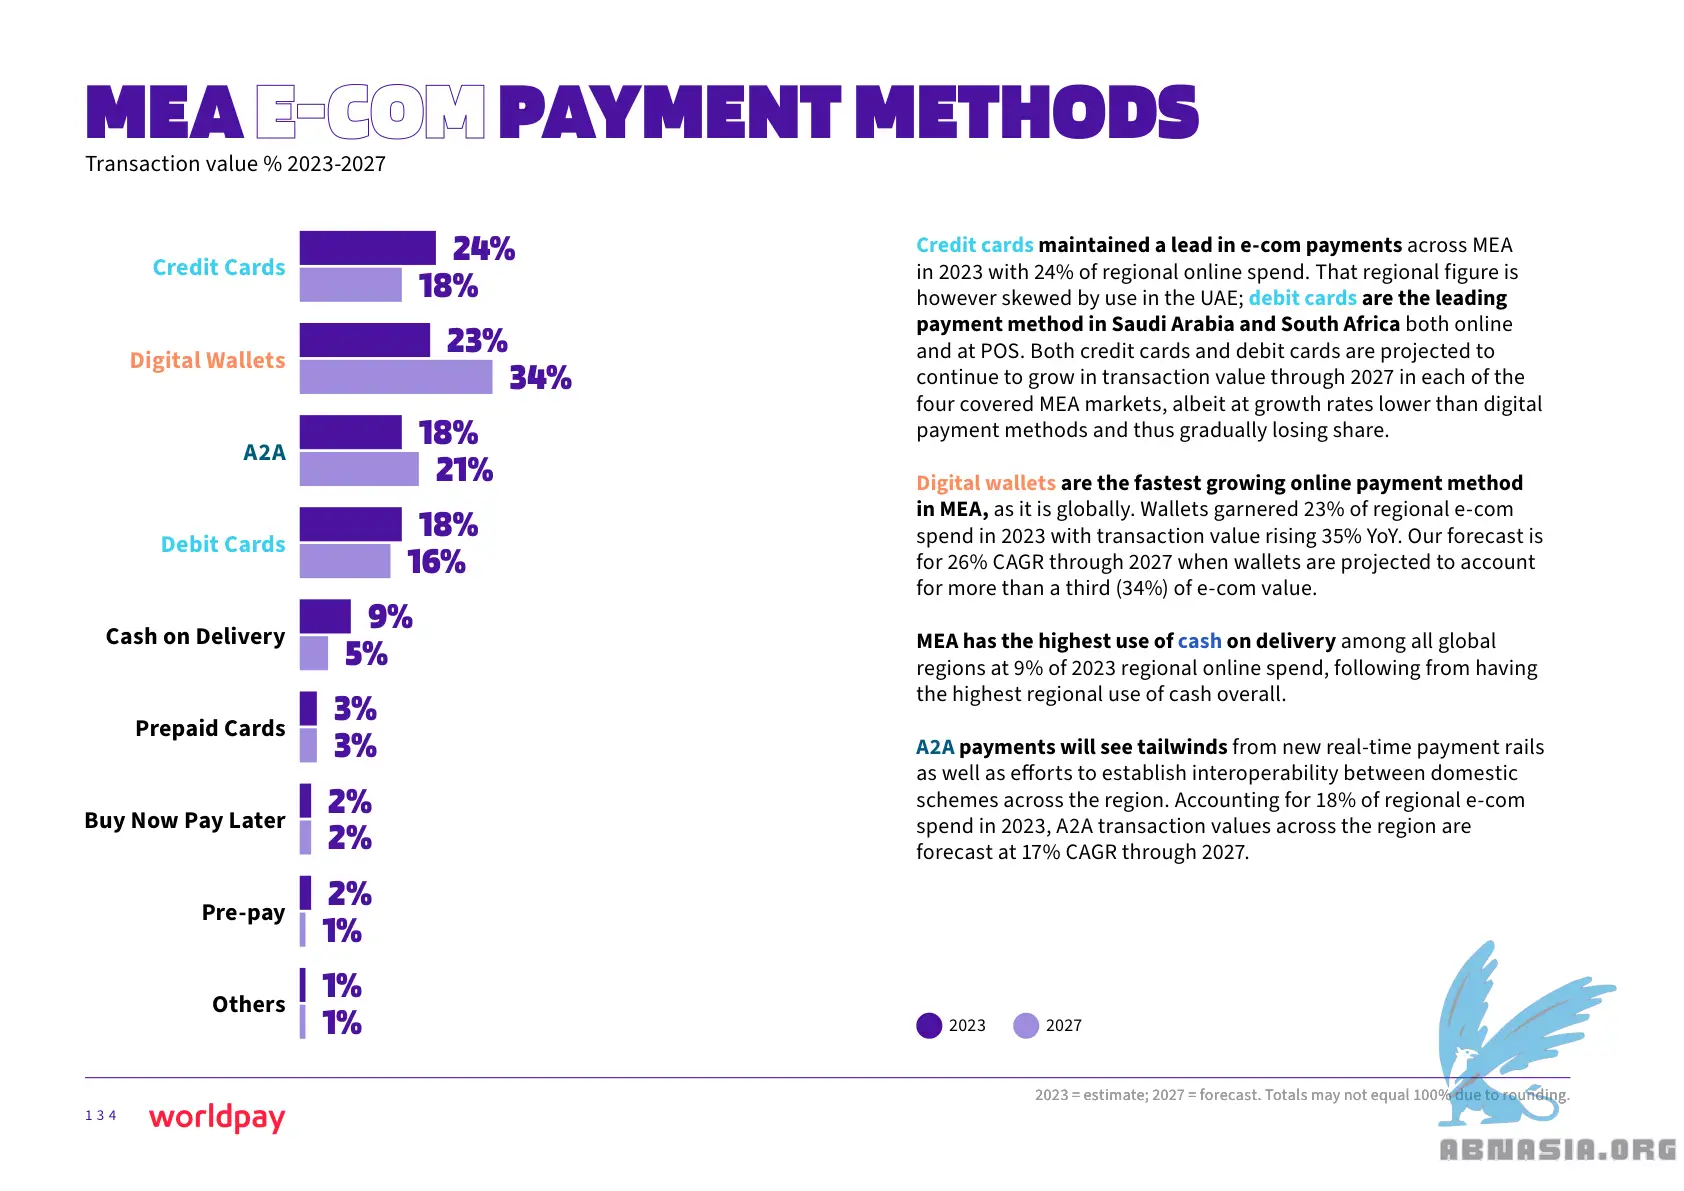 MEA E-COM PAYMENT METHODS
Transaction value % 2023-2027
Credit Cards
24%
18%
Digital Wallets
23%
34%
A2A
18%
21%
Debit Cards
18%
16%
Cash on Delivery
9%
5%
Prepaid Cards
3%
3%
Buy Now Pay Later
2%
2%
Pre-pay
2%
1%
Others
1%
1%
Credit cards maintained a lead in e-com payments across MEA
in 2023 with 24% of regional online spend. That regional figure is
however skewed by use in the UAE; debit cards are the leading
payment method in Saudi Arabia and South Africa both online
and at POS. Both credit cards and debit cards are projected to
continue to grow in transaction value through 2027 in each of the
four covered MEA markets, albeit at growth rates lower than digital
payment methods and thus gradually losing share.
Digital wallets are the fastest growing online payment method
in MEA, as it is globally. Wallets garnered 23% of regional e-com
spend in 2023 with transaction value rising 35% YoY. Our forecast is
for 26% CAGR through 2027 when wallets are projected to account
for more than a third (34%) of e-com value.
MEA has the highest use of cash on delivery among all global
regions at 9% of 2023 regional online spend, following from having
the highest regional use of cash overall.
A2A payments will see tailwinds from new real-time payment rails
as well as efforts to establish interoperability between domestic
schemes across the region. Accounting for 18% of regional e-com
spend in 2023, A2A transaction values across the region are
forecast at 17% CAGR through 2027.
2023
2027
2023 = estimate; 2027 = forecast. Totals may not equal 100% due to rounding.
134
worldpay
ABNASIA.ORG